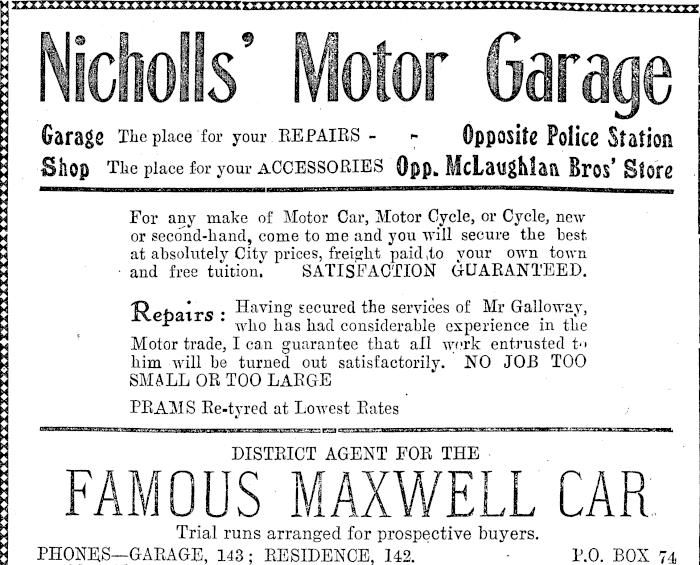 Nicholls' Motor Garage
Garage The place for your REPAIRS - - Opposite Police Station
Shop The place for your ACCESSORIES Opp. McLaughlan Bros' Store
For any make of Motor Car, Motor Cycle, or Cycle, new
or second-hand, come to me and you will secure the best
at absolutely City prices, freight paid to your own town
and free tuition. SATISFACTION GUARANTEED.
Repairs: Having secured the services of Mr Galloway,
who has had considerable experience in the
Motor trade, I can guarantee that all work entrusted to
him will be turned out satisfactorily. NO JOB TOO
SMALL OR TOO LARGE
PRAMS Re-tyred at Lowest Rates
DISTRICT AGENT FOR THE
FAMOUS MAXWELL CAR
Trial runs arranged for prospective buyers.
PHONES—GARAGE, 143; RESIDENCE, 142. P.O. BOX 74